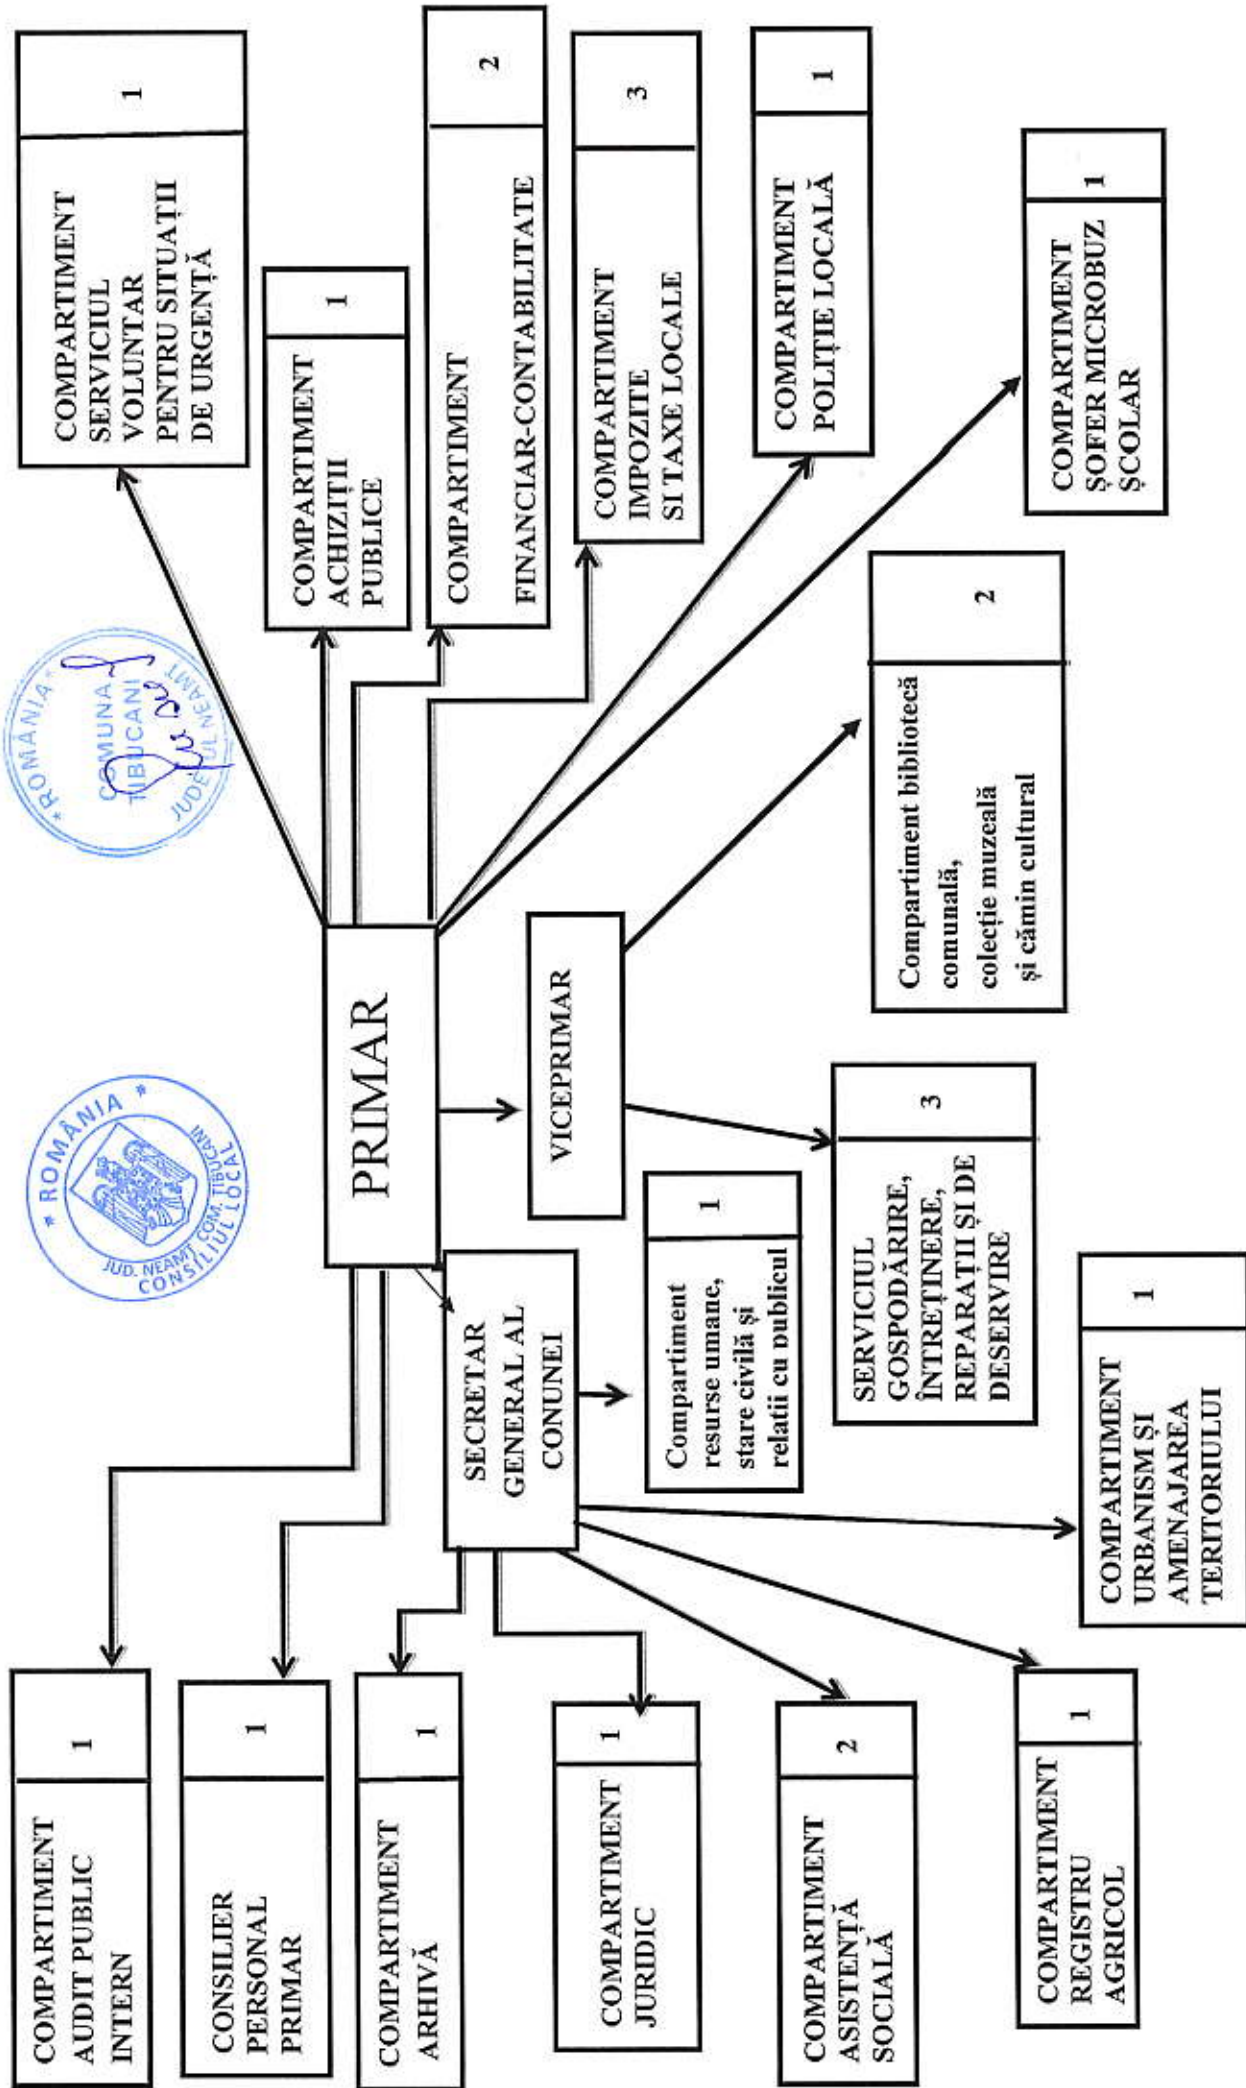 * ROMÂNIA *
JUD. NEAMȚ COM. ȚIBUCANI
CONSILIUL LOCAL
* ROMÂNIA *
COMUNA
ȚIBUCANI
JUDEȚUL NEAMȚ
PRIMAR
COMPARTIMENT
AUDIT PUBLIC
INTERN
1
CONSILIER
PERSONAL
PRIMAR
1
COMPARTIMENT
ARHIVĂ
1
COMPARTIMENT
JURIDIC
1
COMPARTIMENT
ASISTENȚĂ
SOCIALĂ
2
COMPARTIMENT
REGISTRU
AGRICOL
1
SECRETAR
GENERAL AL
CONUNEI
VICEPRIMAR
Compartiment
resurse umane,
stare civilă și
relatii cu publicul
1
COMPARTIMENT
URBANISM ȘI
AMENAJAREA
TERITORIULUI
1
SERVICIUL
GOSPODĂRIRE,
ÎNTREȚINERE,
REPARAȚII ȘI DE
DESERVIRE
3
Compartiment bibliotecă
comunală,
colecție muzeală
și cămin cultural
2
COMPARTIMENT
SERVICIUL
VOLUNTAR
PENTRU SITUAȚII
DE URGENȚĂ
1
COMPARTIMENT
ACHIZIȚII
PUBLICE
1
COMPARTIMENT
FINANCIAR-CONTABILITATE
2
COMPARTIMENT
IMPOZITE
SI TAXE LOCALE
3
COMPARTIMENT
POLIȚIE LOCALĂ
1
COMPARTIMENT
ȘOFER MICROBUZ
ȘCOLAR
1